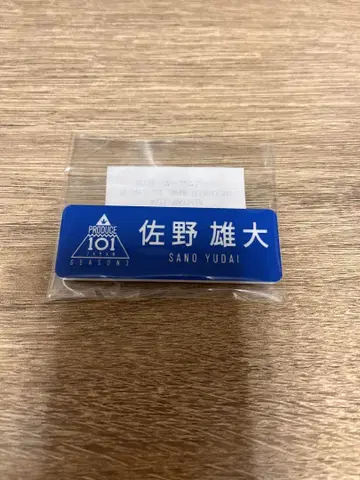 PRODUCE
101
JAPAN
SEASON2
佐野 雄大
SANO YUDAI